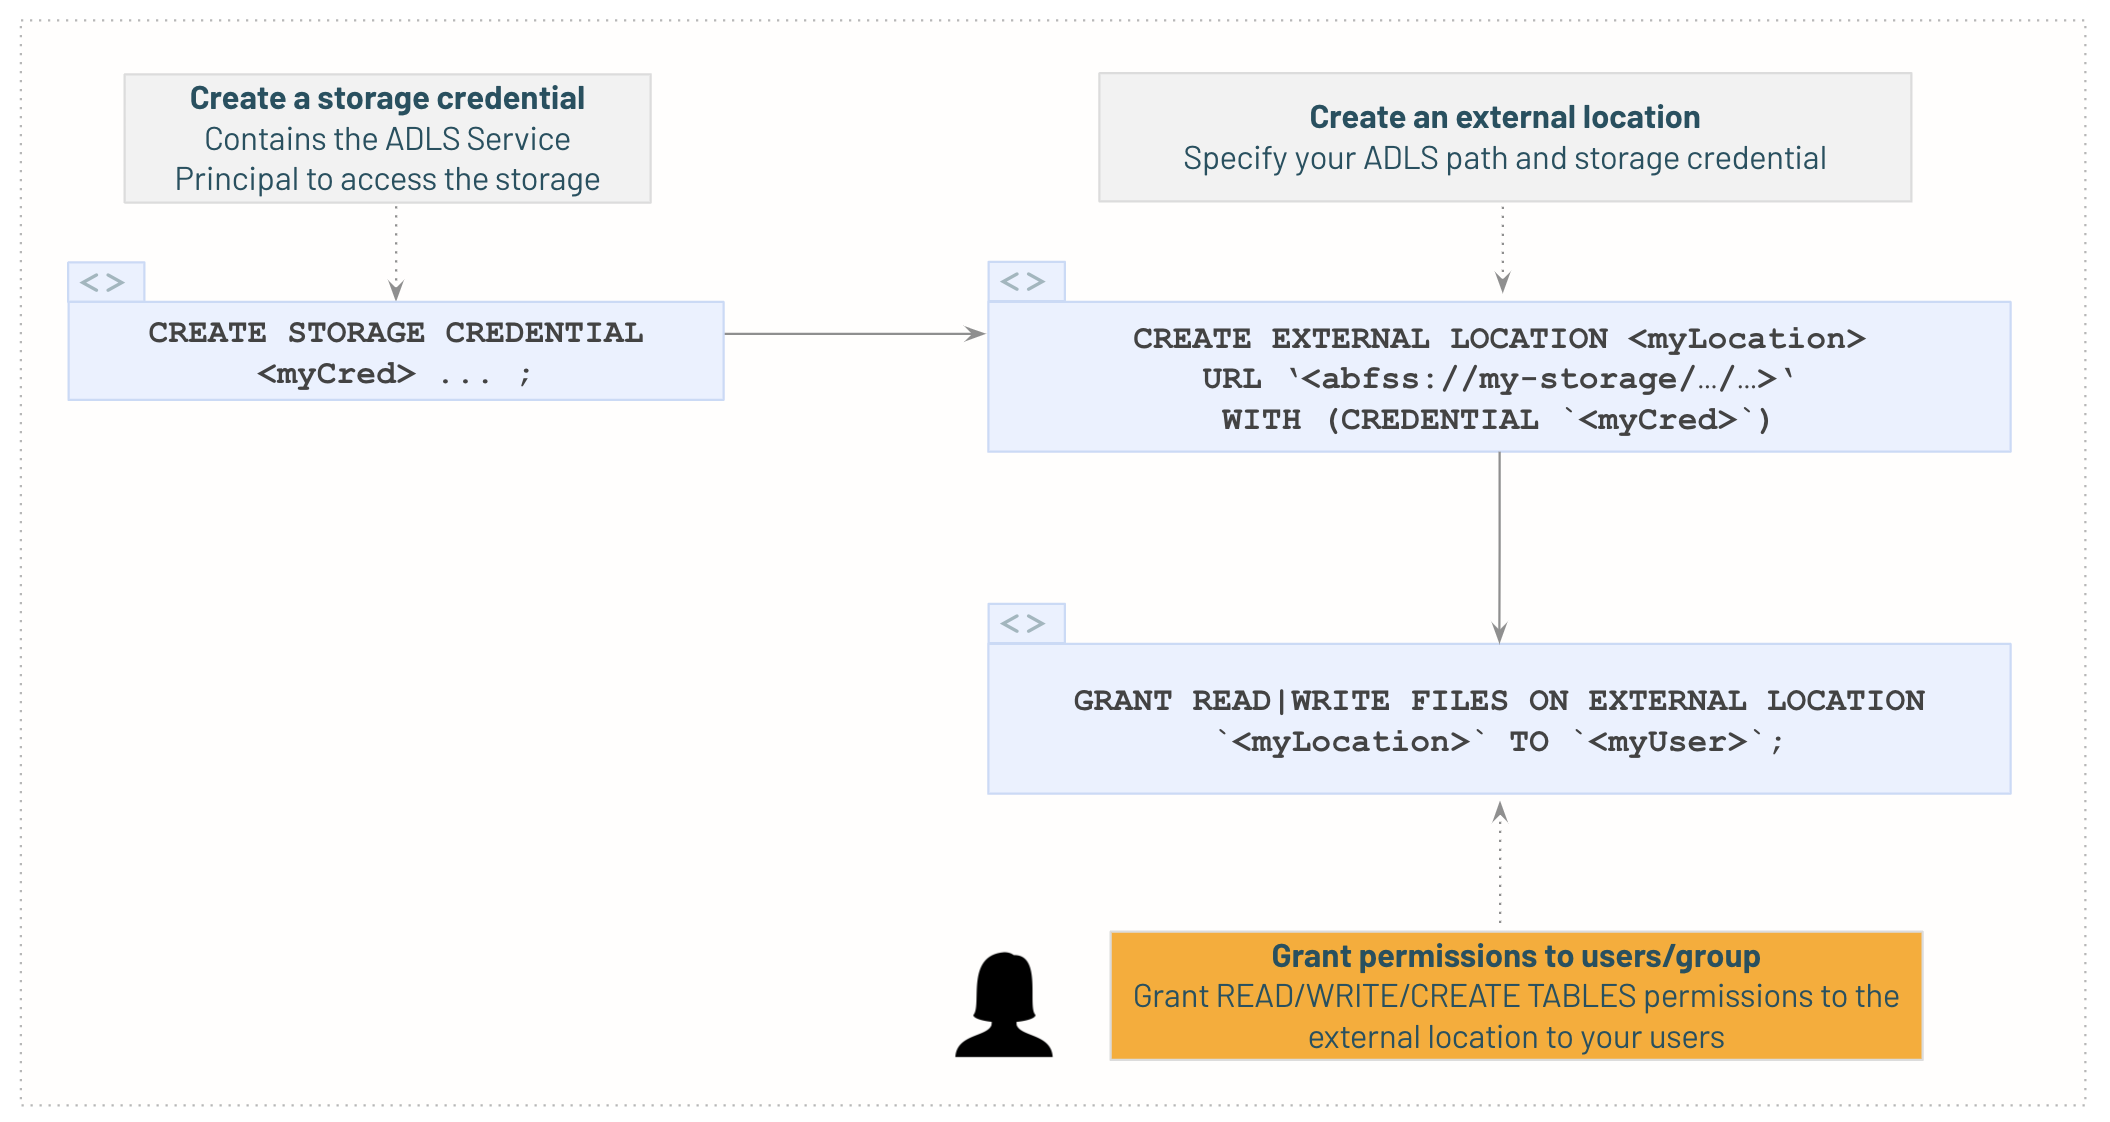 Create a storage credential
Contains the ADLS Service
Principal to access the storage
Create an external location
Specify your ADLS path and storage credential
<>
CREATE STORAGE CREDENTIAL
<myCred> ... ;
<>
CREATE EXTERNAL LOCATION <myLocation>
URL ‘<abfss://my-storage/…/…>‘
WITH (CREDENTIAL `<myCred>`)
<>
GRANT READ|WRITE FILES ON EXTERNAL LOCATION
`<myLocation>` TO `<myUser>`;
Grant permissions to users/group
Grant READ/WRITE/CREATE TABLES permissions to the
external location to your users